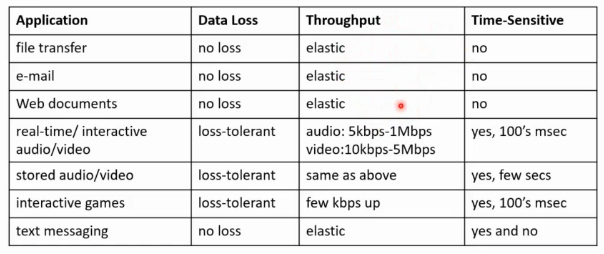 Application Data Loss Throughput Time-Sensitive
file transfer no loss elastic no
e-mail no loss elastic no
Web documents no loss elastic no
real-time/ interactive loss-tolerant audio: 5kbps-1Mbps yes, 100's msec
audio/video video:10kbps-5Mbps
stored audio/video loss-tolerant same as above yes, few secs
interactive games loss-tolerant few kbps up yes, 100's msec
text messaging no loss elastic yes and no